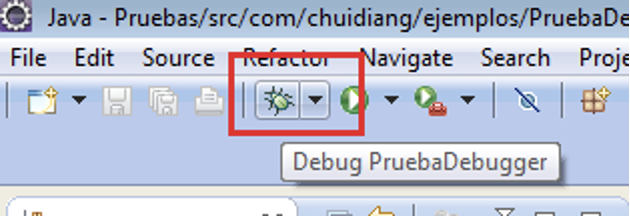 Java - Pruebas/src/com/chuidiang/ejemplos/PruebaDe
File Edit Source Refactor Navigate Search Proje
Debug PruebaDebugger